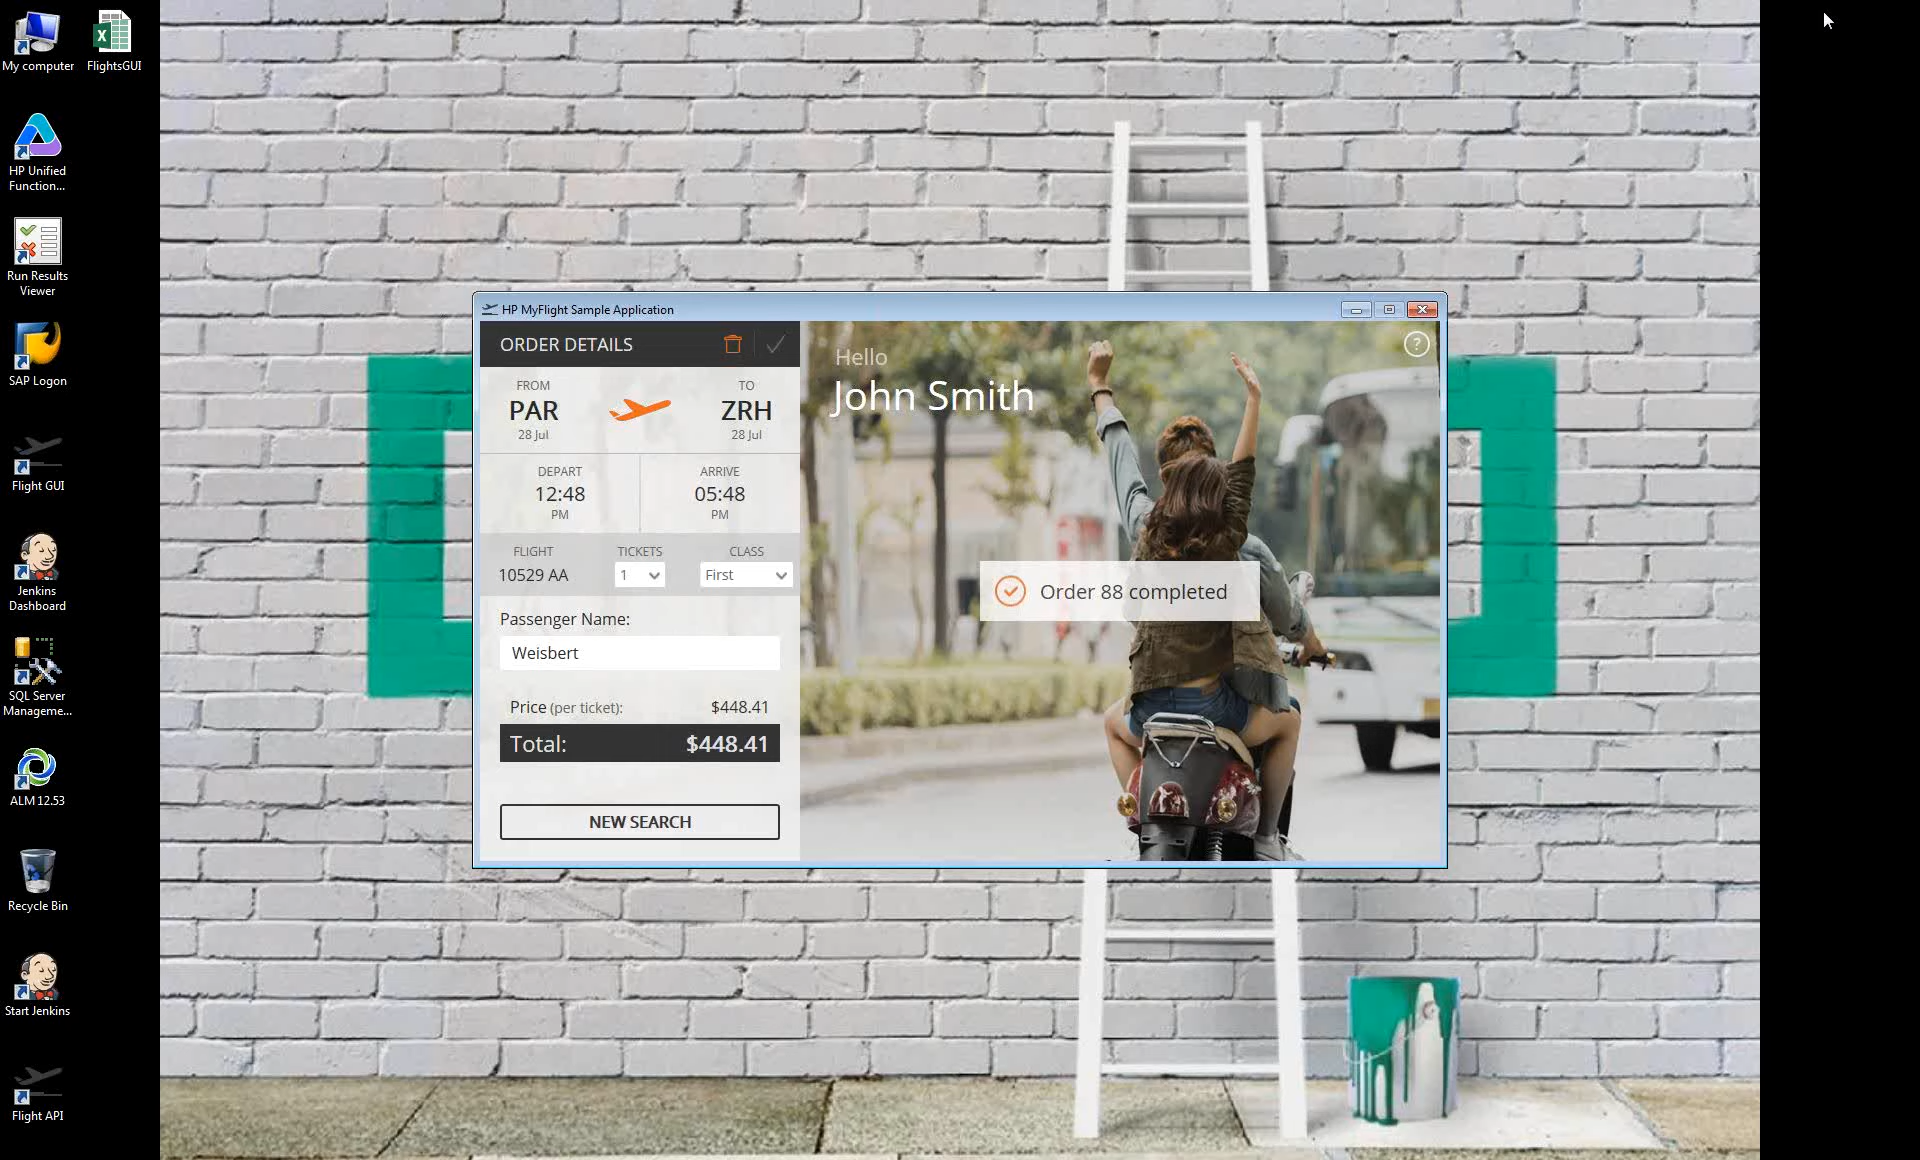 My computer
FlightsGUI
HP Unified
Function...
Run Results
Viewer
SAP Logon
Flight GUI
Jenkins
Dashboard
SQL Server
Manageme...
ALM 12.53
Recycle Bin
Start Jenkins
Flight API
HP MyFlight Sample Application
ORDER DETAILS
FROM
PAR
28 Jul
TO
ZRH
28 Jul
DEPART
12:48
PM
ARRIVE
05:48
PM
FLIGHT
10529 AA
TICKETS
1
CLASS
First
Passenger Name:
Weisbert
Price (per ticket): $448.41
Total: $448.41
NEW SEARCH
Hello
John Smith
?
Order 88 completed